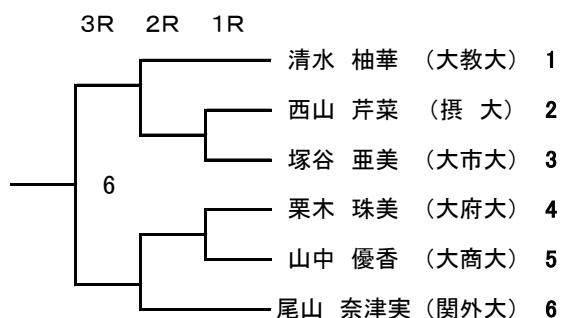 3R 2R 1R
清水 柚華 (大教大) 1
西山 芹菜 (摂 大) 2
塚谷 亜美 (大市大) 3
6
栗木 珠美 (大府大) 4
山中 優香 (大商大) 5
尾山 奈津実 (関外大) 6